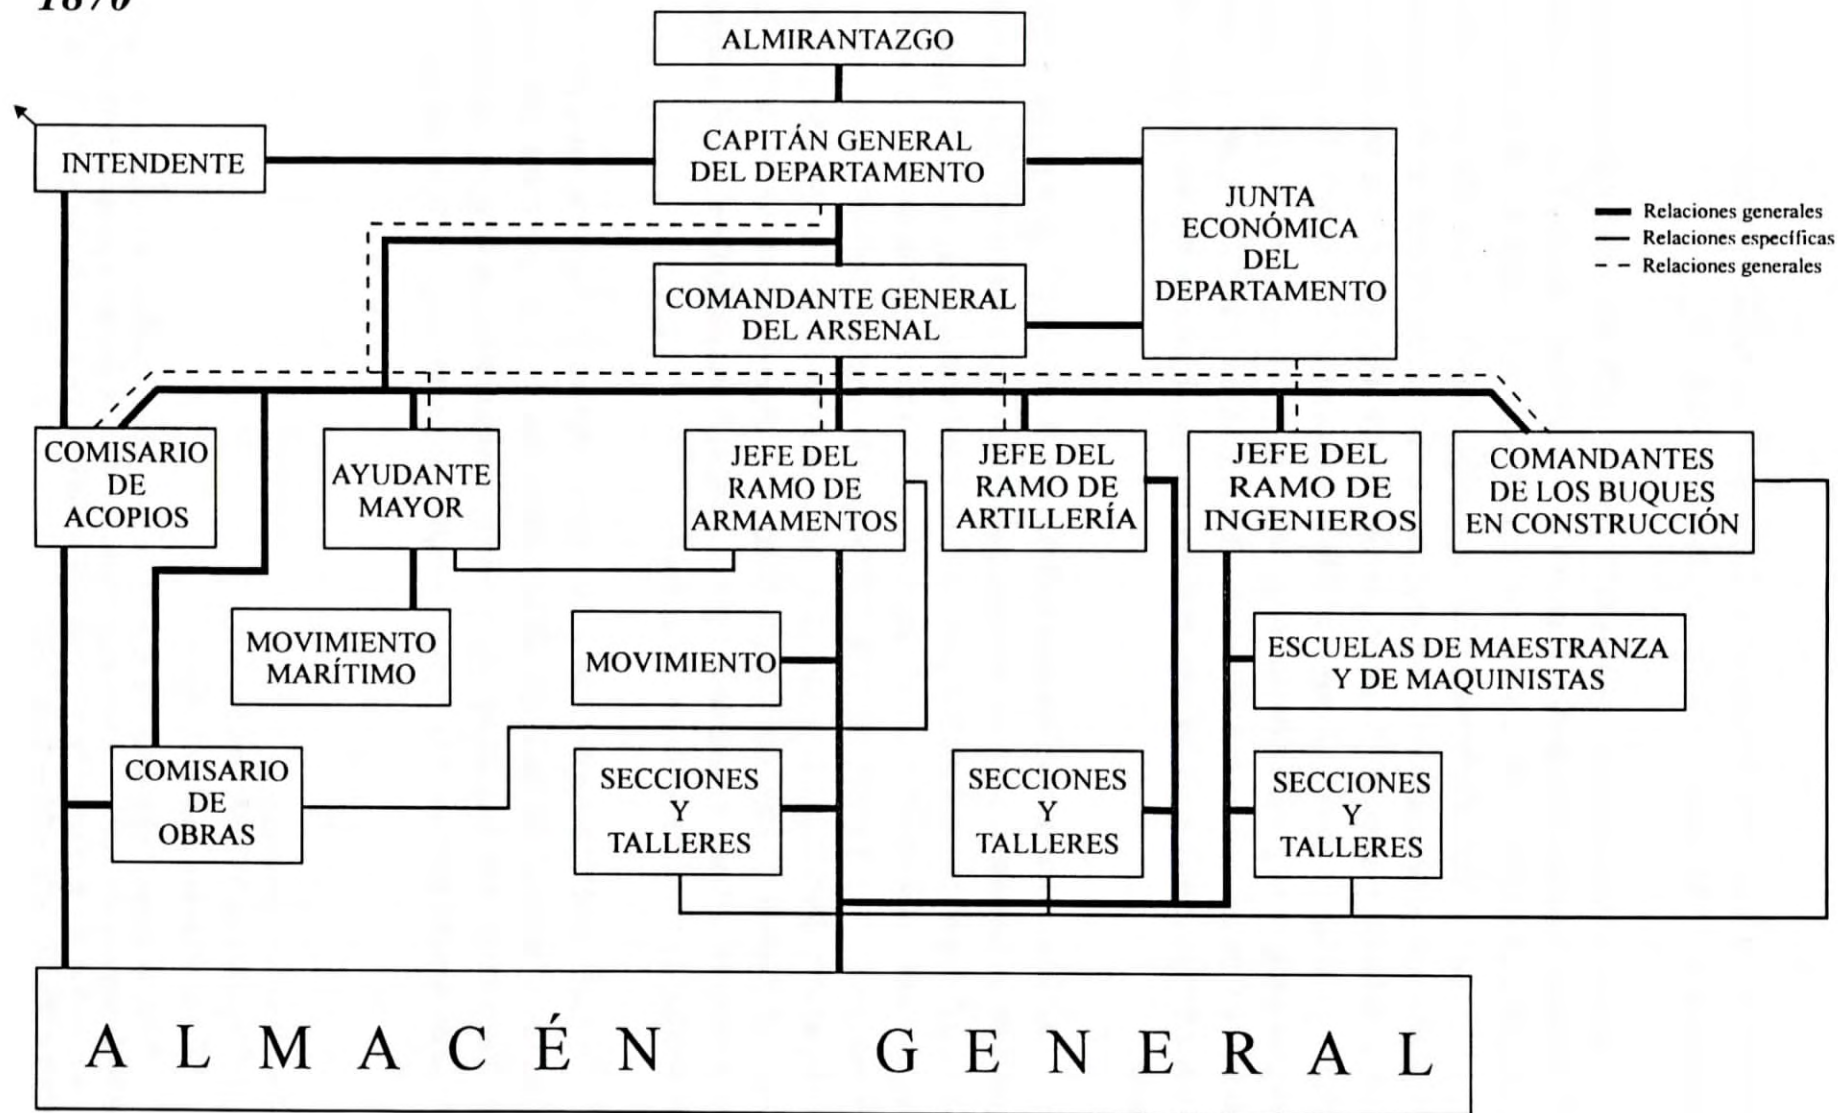 1870
ALMIRANTAZGO
CAPITÁN GENERAL
DEL DEPARTAMENTO
INTENDENTE
JUNTA
ECONÓMICA
DEL
DEPARTAMENTO
Relaciones generales
Relaciones específicas
Relaciones generales
COMANDANTE GENERAL
DEL ARSENAL
COMISARIO
DE
ACOPIOS
AYUDANTE
MAYOR
JEFE DEL
RAMO DE
ARMAMENTOS
JEFE DEL
RAMO DE
ARTILLERÍA
JEFE DEL
RAMO DE
INGENIEROS
COMANDANTES
DE LOS BUQUES
EN CONSTRUCCIÓN
MOVIMIENTO
MARÍTIMO
MOVIMIENTO
ESCUELAS DE MAESTRANZA
Y DE MAQUINISTAS
COMISARIO
DE
OBRAS
SECCIONES
Y
TALLERES
SECCIONES
Y
TALLERES
SECCIONES
Y
TALLERES
ALMACÉN GENERAL